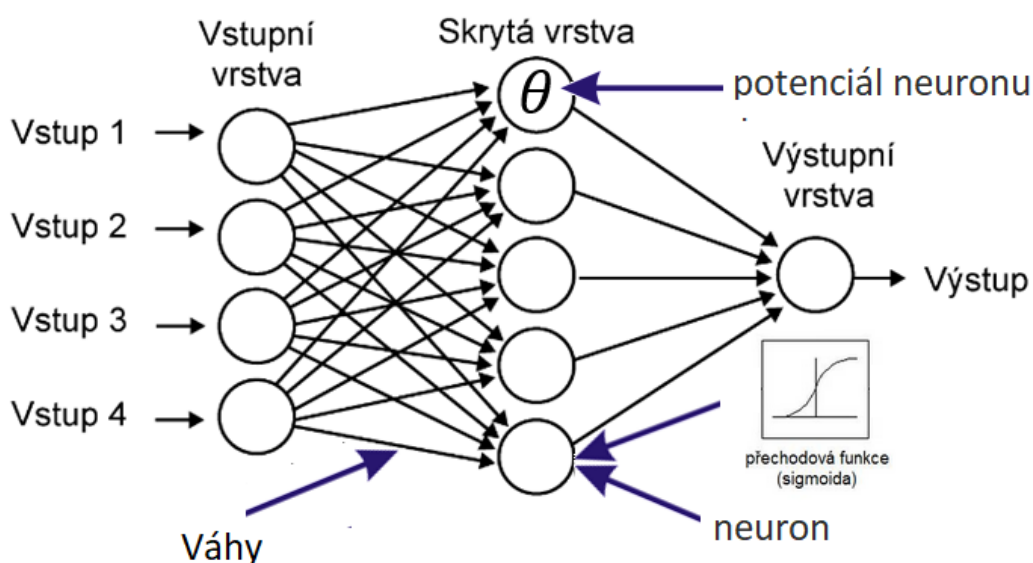 Vstupní
vrstva
Skrytá vrstva
θ
potenciál neuronu
Vstup 1
Vstup 2
Vstup 3
Vstup 4
Výstupní
vrstva
Výstup
přechodová funkce
(sigmoida)
neuron
Váhy